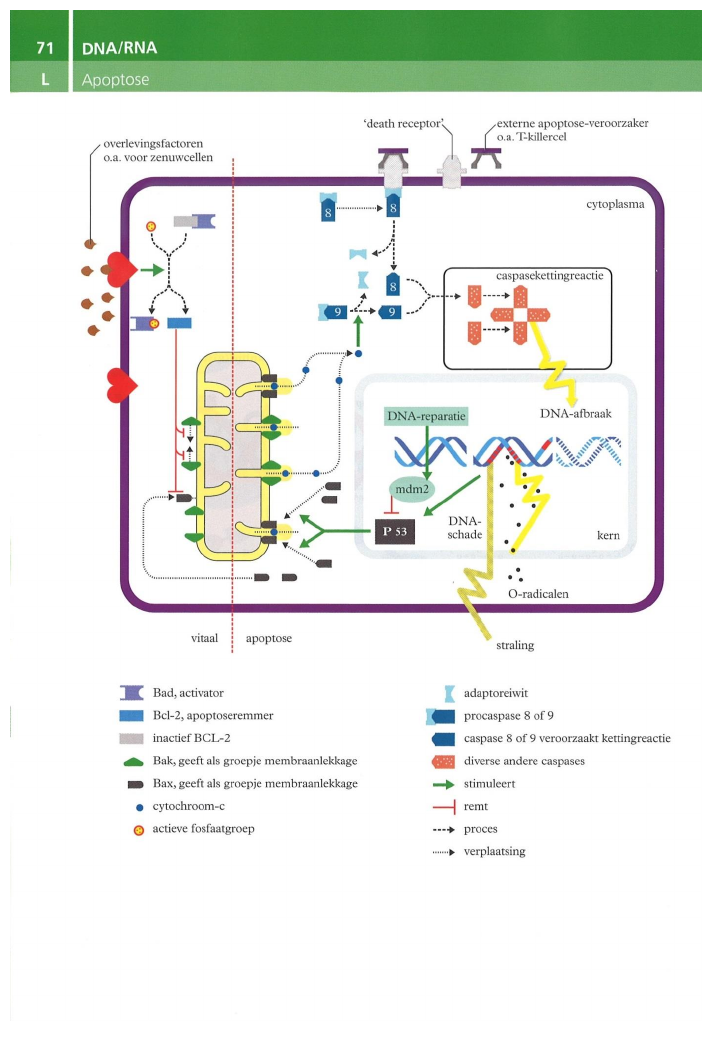 71 DNA/RNA
L Apoptose
'death receptor'
externe apoptose-veroorzaker
o.a. T-killercel
overlevingsfactoren
o.a. voor zenuwcellen
cytoplasma
8
8
8
9
9
caspasekettingreactie
DNA-afbraak
DNA-reparatie
mdm2
P 53
DNA-
schade
kern
O-radicalen
straling
vitaal
apoptose
Bad, activator
Bcl-2, apoptoseremmer
inactief BCL-2
Bak, geeft als groepje membraanlekkage
Bax, geeft als groepje membraanlekkage
cytochroom-c
actieve fosfaatgroep
adaptoreiwit
procaspase 8 of 9
caspase 8 of 9 veroorzaakt kettingreactie
diverse andere caspases
stimuleert
remt
proces
verplaatsing